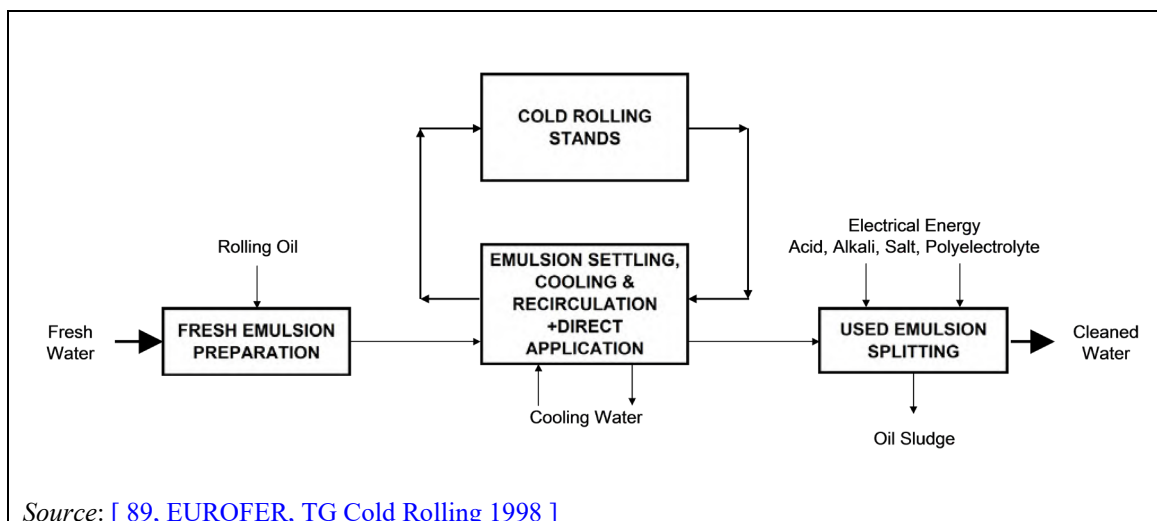 COLD ROLLING
STANDS
Rolling Oil
Electrical Energy
Acid, Alkali, Salt, Polyelectrolyte
Fresh
Water
FRESH EMULSION
PREPARATION
EMULSION SETTLING,
COOLING &
RECIRCULATION
+DIRECT
APPLICATION
USED EMULSION
SPLITTING
Cleaned
Water
Cooling Water
Oil Sludge
Source: [ 89, EUROFER, TG Cold Rolling 1998 ]